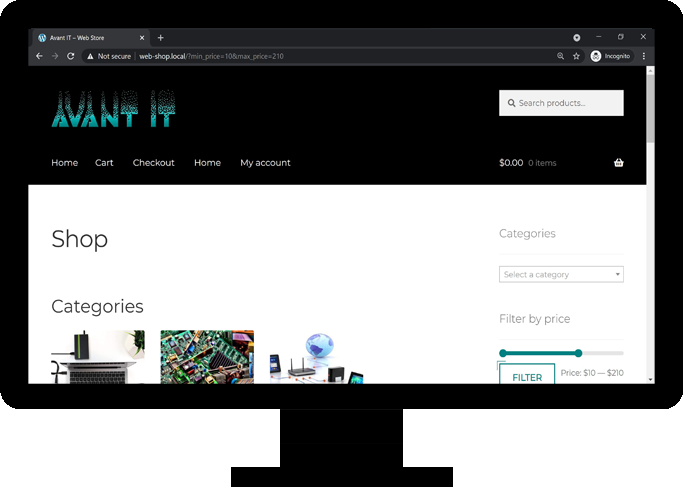 Avant IT – Web Store
Not secure | web-shop.local/?min_price=10&max_price=210
Incognito
AVANT IT
Search products...
Home Cart Checkout Home My account
$0.00 0 items
Shop
Categories
Select a category
Categories
Filter by price
FILTER
Price: $10 — $210